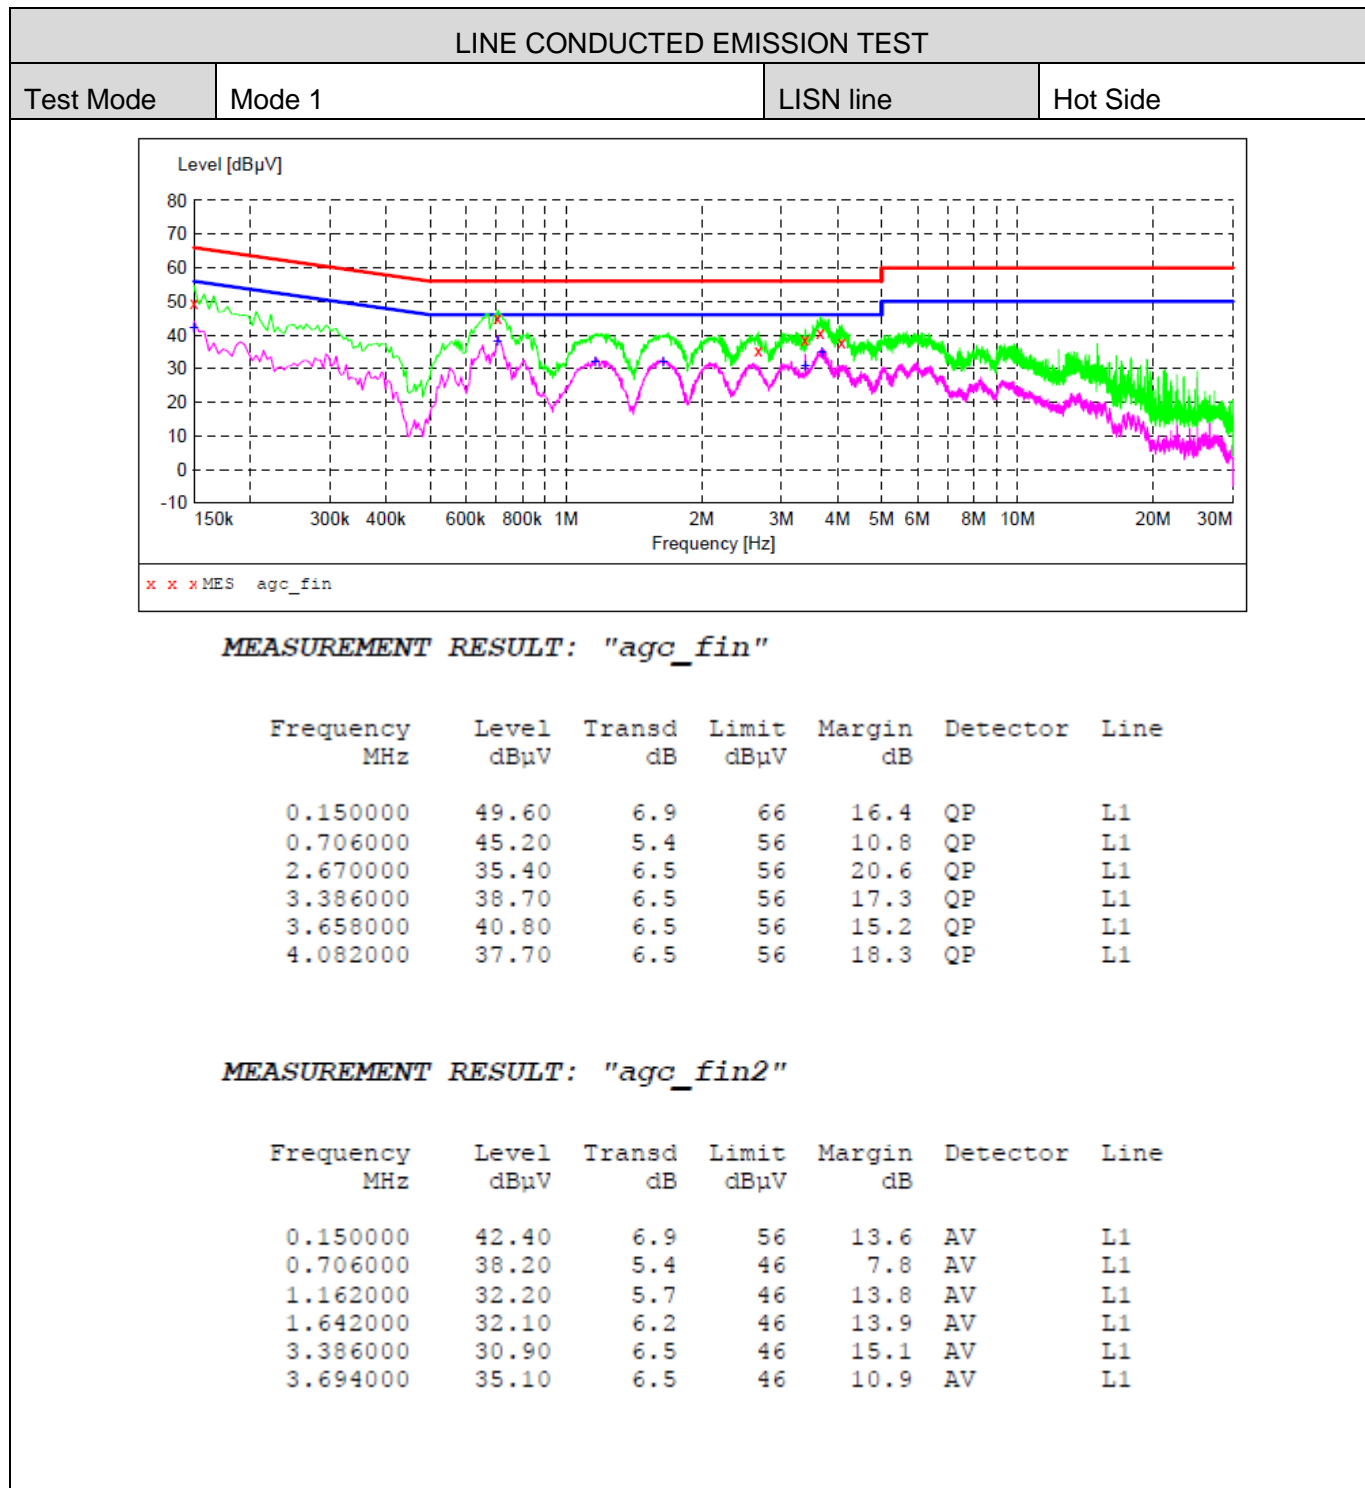 LINE CONDUCTED EMISSION TEST
Test Mode Mode 1 LISN line Hot Side
Level [dBµV]
80
70
60
50
40
30
20
10
0
-10
150k 300k 400k 600k 800k 1M 2M 3M 4M 5M 6M 8M 10M 20M 30M
Frequency [Hz]
x x x MES agc_fin
MEASUREMENT RESULT: "agc_fin"
Frequency Level Transd Limit Margin Detector Line
MHz dBµV dB dBµV dB
0.150000 49.60 6.9 66 16.4 QP L1
0.706000 45.20 5.4 56 10.8 QP L1
2.670000 35.40 6.5 56 20.6 QP L1
3.386000 38.70 6.5 56 17.3 QP L1
3.658000 40.80 6.5 56 15.2 QP L1
4.082000 37.70 6.5 56 18.3 QP L1
MEASUREMENT RESULT: "agc_fin2"
Frequency Level Transd Limit Margin Detector Line
MHz dBµV dB dBµV dB
0.150000 42.40 6.9 56 13.6 AV L1
0.706000 38.20 5.4 46 7.8 AV L1
1.162000 32.20 5.7 46 13.8 AV L1
1.642000 32.10 6.2 46 13.9 AV L1
3.386000 30.90 6.5 46 15.1 AV L1
3.694000 35.10 6.5 46 10.9 AV L1